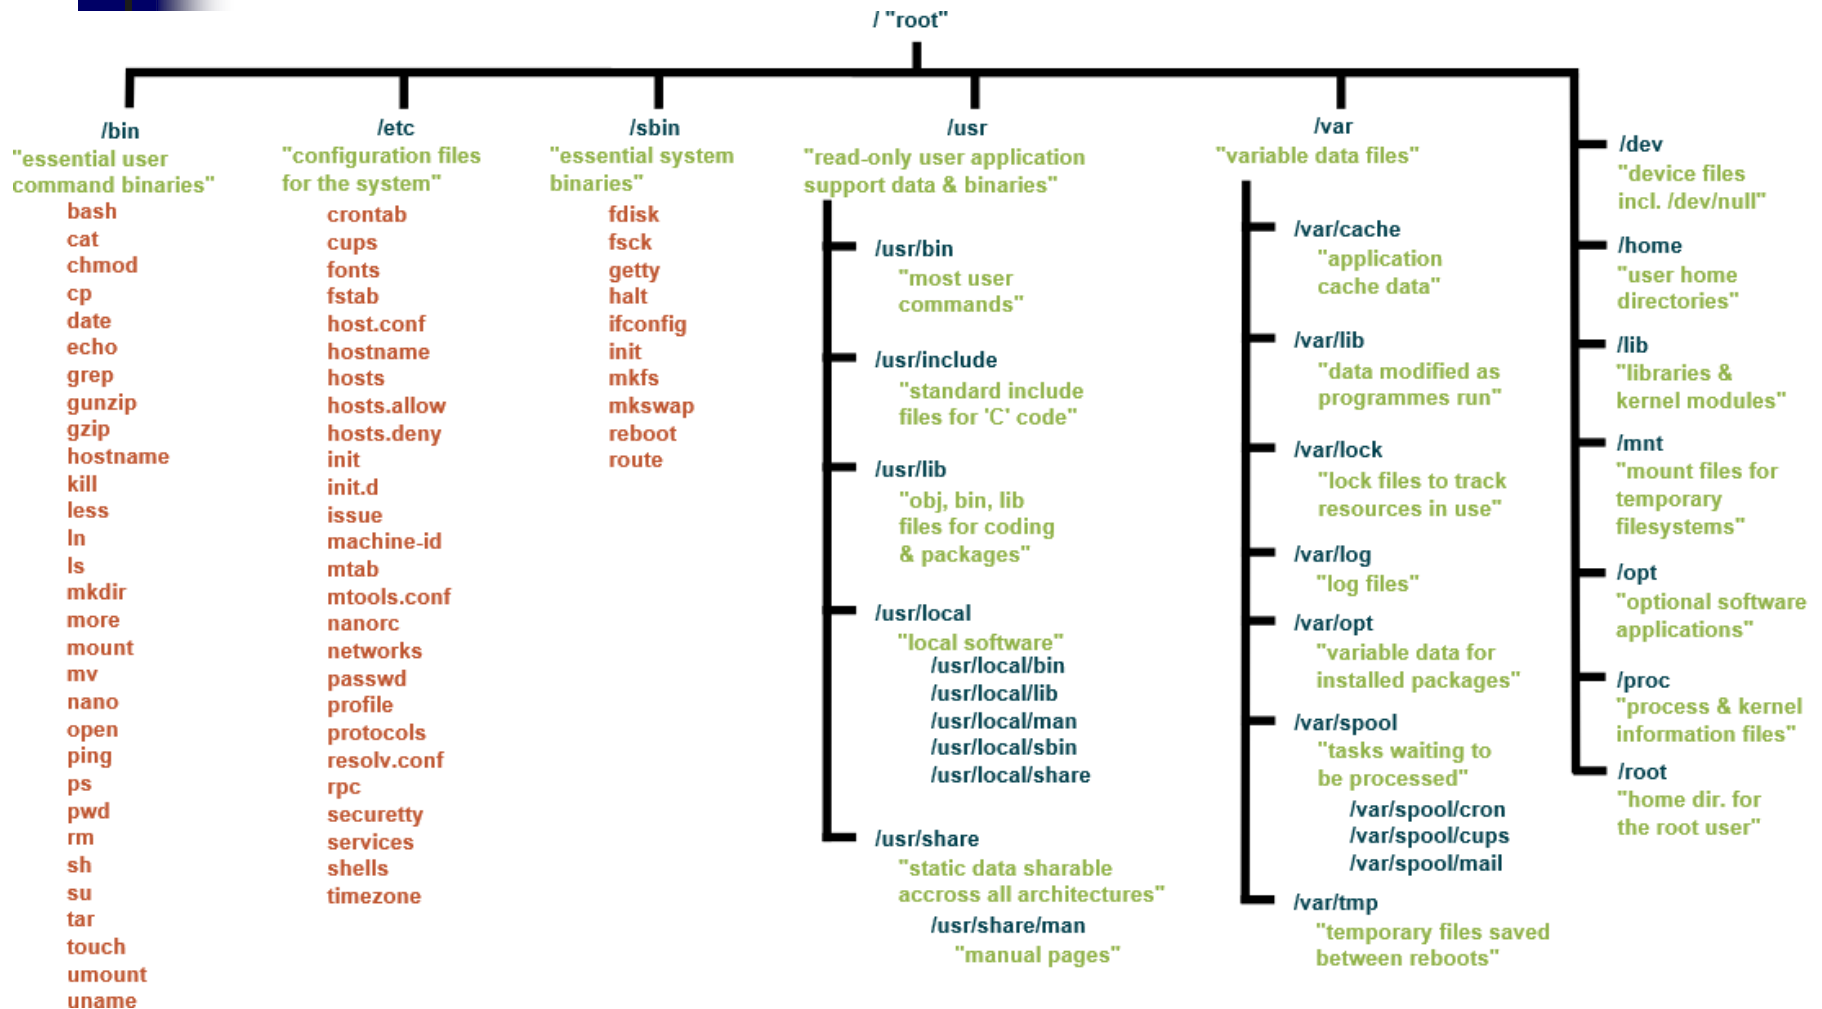 / "root"
/bin
"essential user
command binaries"
bash
cat
chmod
cp
date
echo
grep
gunzip
gzip
hostname
kill
less
ln
ls
mkdir
more
mount
mv
nano
open
ping
ps
pwd
rm
sh
su
tar
touch
umount
uname
/etc
"configuration files
for the system"
crontab
cups
fonts
fstab
host.conf
hostname
hosts
hosts.allow
hosts.deny
init
init.d
issue
machine-id
mtab
mtools.conf
nanorc
networks
passwd
profile
protocols
resolv.conf
rpc
securetty
services
shells
timezone
/sbin
"essential system
binaries"
fdisk
fsck
getty
halt
ifconfig
init
mkfs
mkswap
reboot
route
/usr
"read-only user application
support data & binaries"
/usr/bin
"most user
commands"
/usr/include
"standard include
files for 'C' code"
/usr/lib
"obj, bin, lib
files for coding
& packages"
/usr/local
"local software"
/usr/local/bin
/usr/local/lib
/usr/local/man
/usr/local/sbin
/usr/local/share
/usr/share
"static data sharable
accross all architectures"
/usr/share/man
"manual pages"
/var
"variable data files"
/var/cache
"application
cache data"
/var/lib
"data modified as
programmes run"
/var/lock
"lock files to track
resources in use"
/var/log
"log files"
/var/opt
"variable data for
installed packages"
/var/spool
"tasks waiting to
be processed"
/var/spool/cron
/var/spool/cups
/var/spool/mail
/var/tmp
"temporary files saved
between reboots"
/dev
"device files
incl. /dev/null"
/home
"user home
directories"
/lib
"libraries &
kernel modules"
/mnt
"mount files for
temporary
filesystems"
/opt
"optional software
applications"
/proc
"process & kernel
information files"
/root
"home dir. for
the root user"